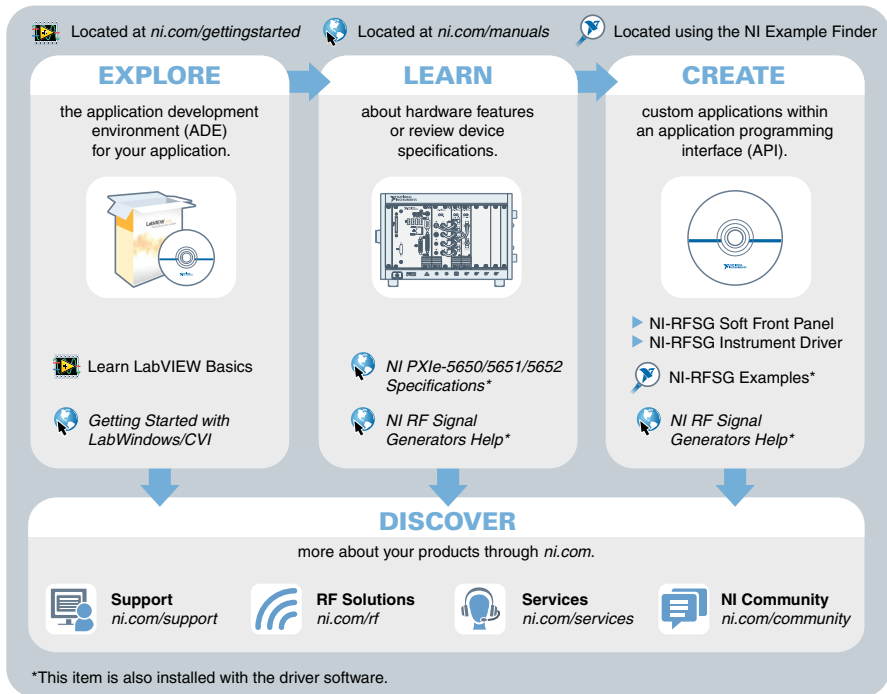 Located at ni.com/gettingstarted
Located at ni.com/manuals
Located using the NI Example Finder
EXPLORE
the application development
environment (ADE)
for your application.
LabVIEW
Learn LabVIEW Basics
Getting Started with
LabWindows/CVI
LEARN
about hardware features
or review device
specifications.
NI PXIe-5650/5651/5652
Specifications*
NI RF Signal
Generators Help*
CREATE
custom applications within
an application programming
interface (API).
NI-RFSG Soft Front Panel
NI-RFSG Instrument Driver
NI-RFSG Examples*
NI RF Signal
Generators Help*
DISCOVER
more about your products through ni.com.
Support
ni.com/support
RF Solutions
ni.com/rf
Services
ni.com/services
NI Community
ni.com/community
*This item is also installed with the driver software.